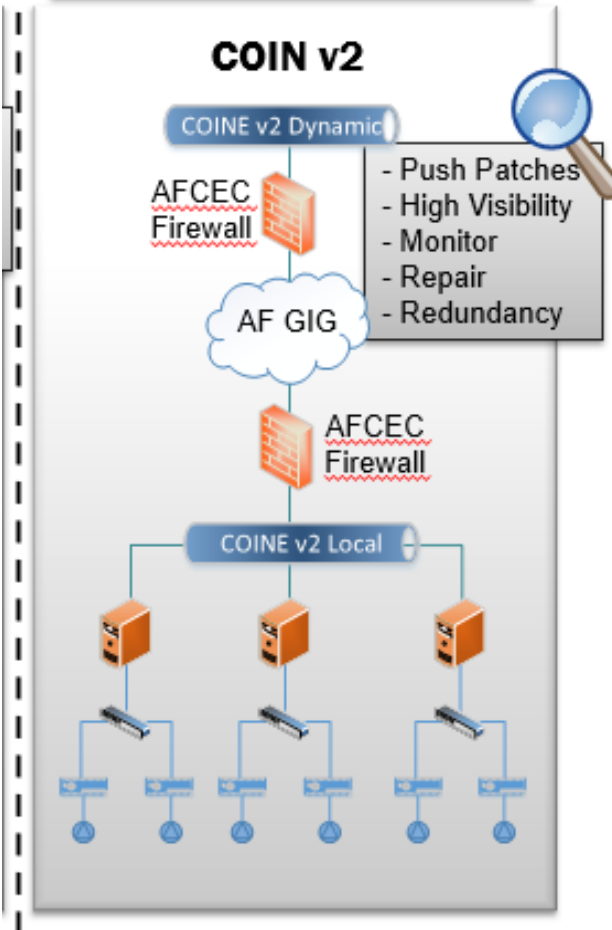 COIN v2
COINE v2 Dynamic
AFCEC
Firewall
- Push Patches
- High Visibility
- Monitor
- Repair
- Redundancy
AF GIG
AFCEC
Firewall
COINE v2 Local